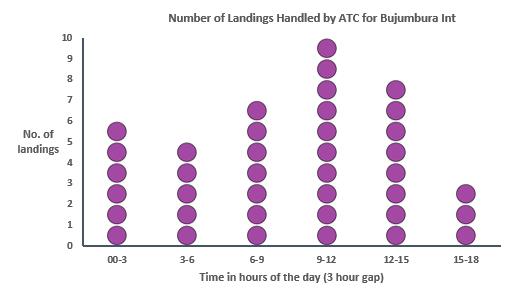 Number of Landings Handled by ATC for Bujumbura Int
10
9
8
7
6
5
4
3
2
1
0
No. of
landings
00-3 3-6 6-9 9-12 12-15 15-18
Time in hours of the day (3 hour gap)